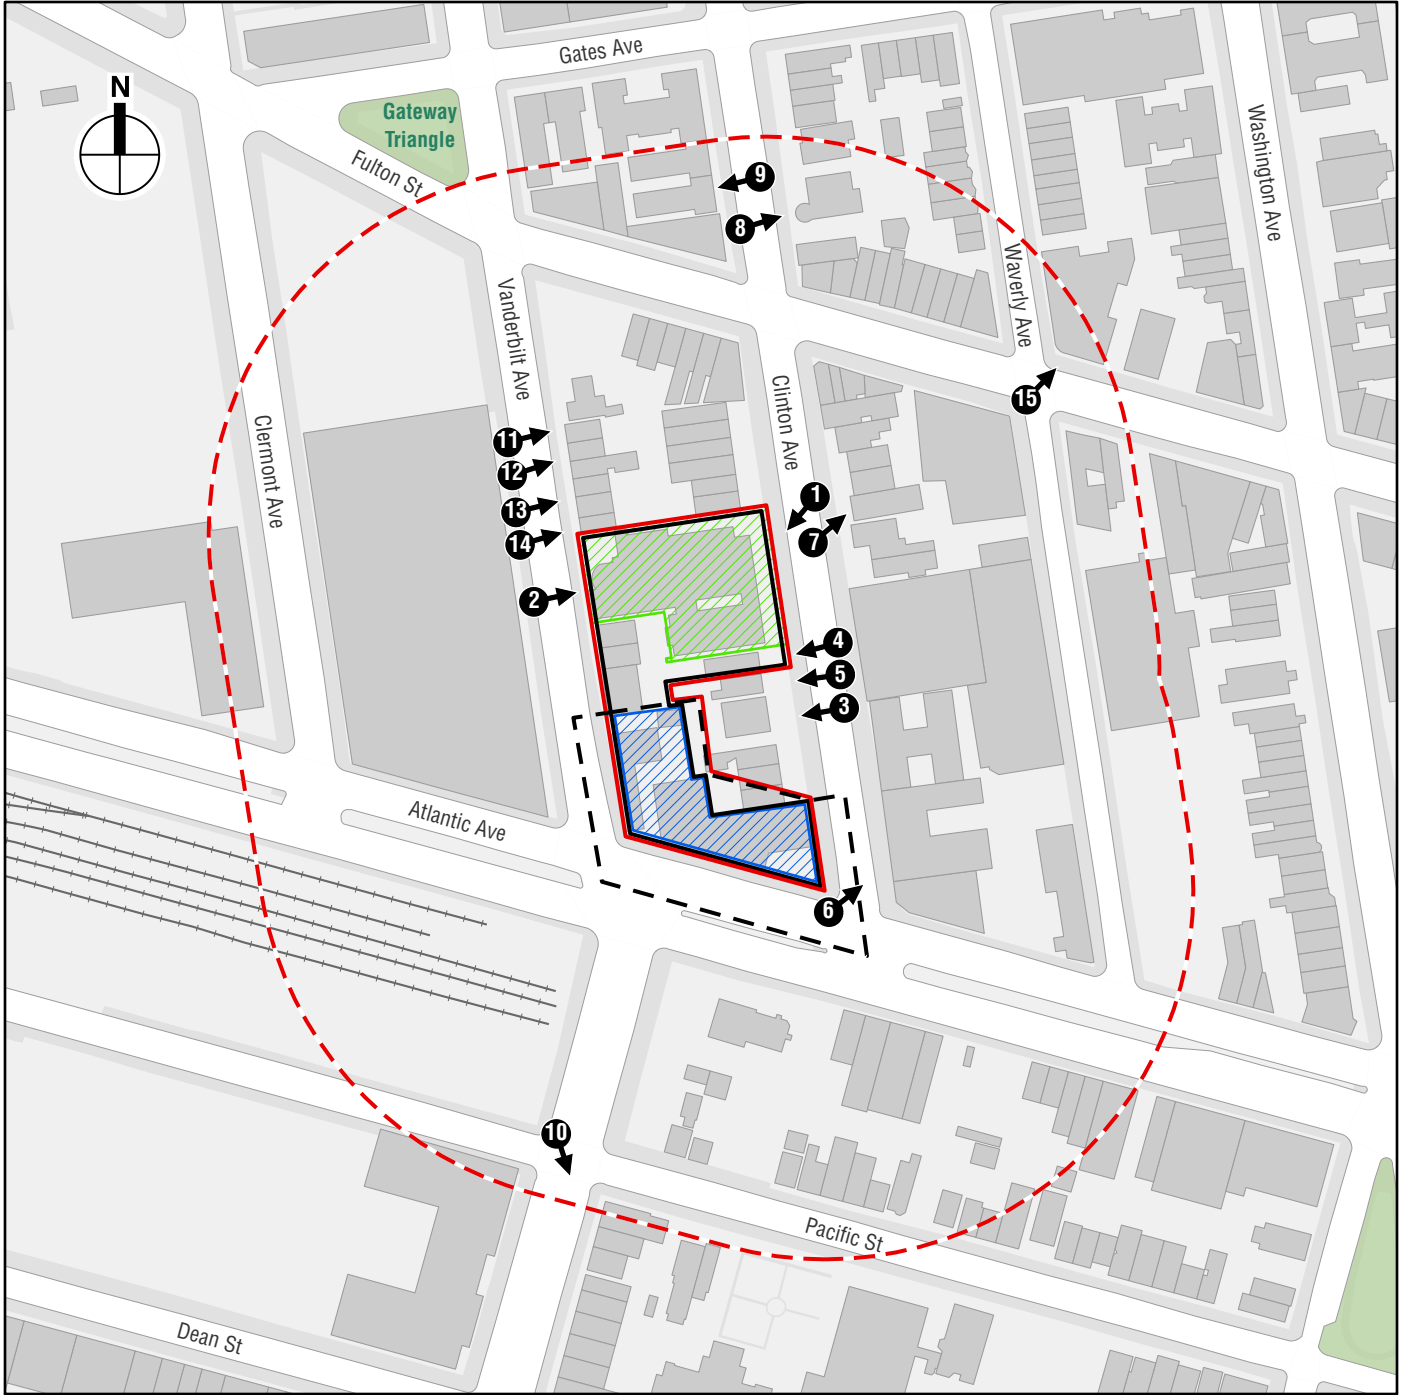 Gates Ave
N
Gateway
Triangle
Fulton St
Washington Ave
9
8
Waverly Ave
Vanderbilt Ave
Clinton Ave
15
Clermont Ave
11
12
13
14
1
7
2
4
5
3
Atlantic Ave
6
10
Pacific St
Dean St